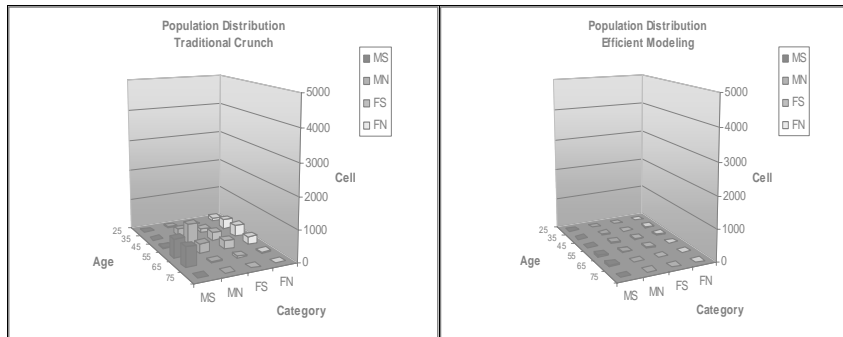 Population Distribution
Traditional Crunch
MS
MN
FS
FN
5000
4000
3000
2000
1000
0
Cell
25
35
45
55
65
75
Age
MS
MN
FS
FN
Category
Population Distribution
Efficient Modeling
MS
MN
FS
FN
5000
4000
3000
2000
1000
0
Cell
25
35
45
55
65
75
Age
MS
MN
FS
FN
Category